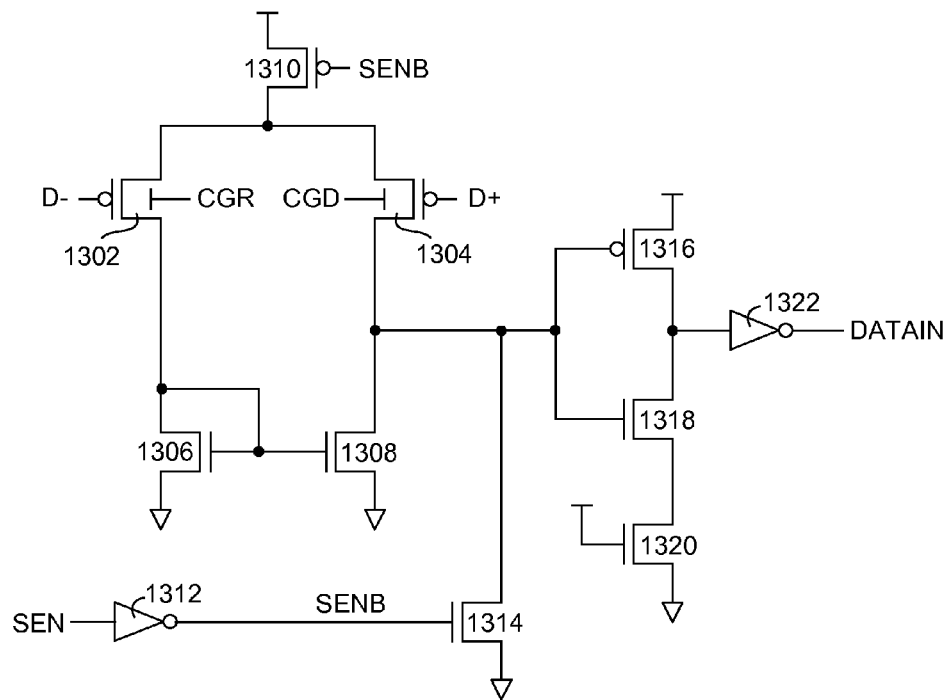 1310
SENB
D-
CGR
CGD
D+
1302
1304
1316
1322
DATAIN
1318
1306
1308
1320
1312
SEN
SENB
1314